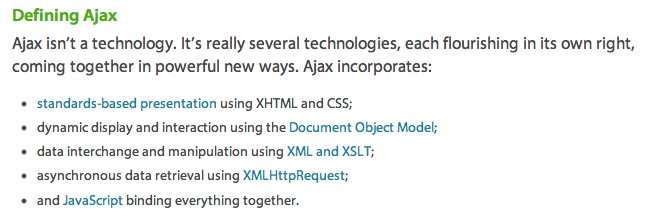 Defining Ajax
Ajax isn’t a technology. It’s really several technologies, each flourishing in its own right,
coming together in powerful new ways. Ajax incorporates:
• standards-based presentation using XHTML and CSS;
• dynamic display and interaction using the Document Object Model;
• data interchange and manipulation using XML and XSLT;
• asynchronous data retrieval using XMLHttpRequest;
• and JavaScript binding everything together.